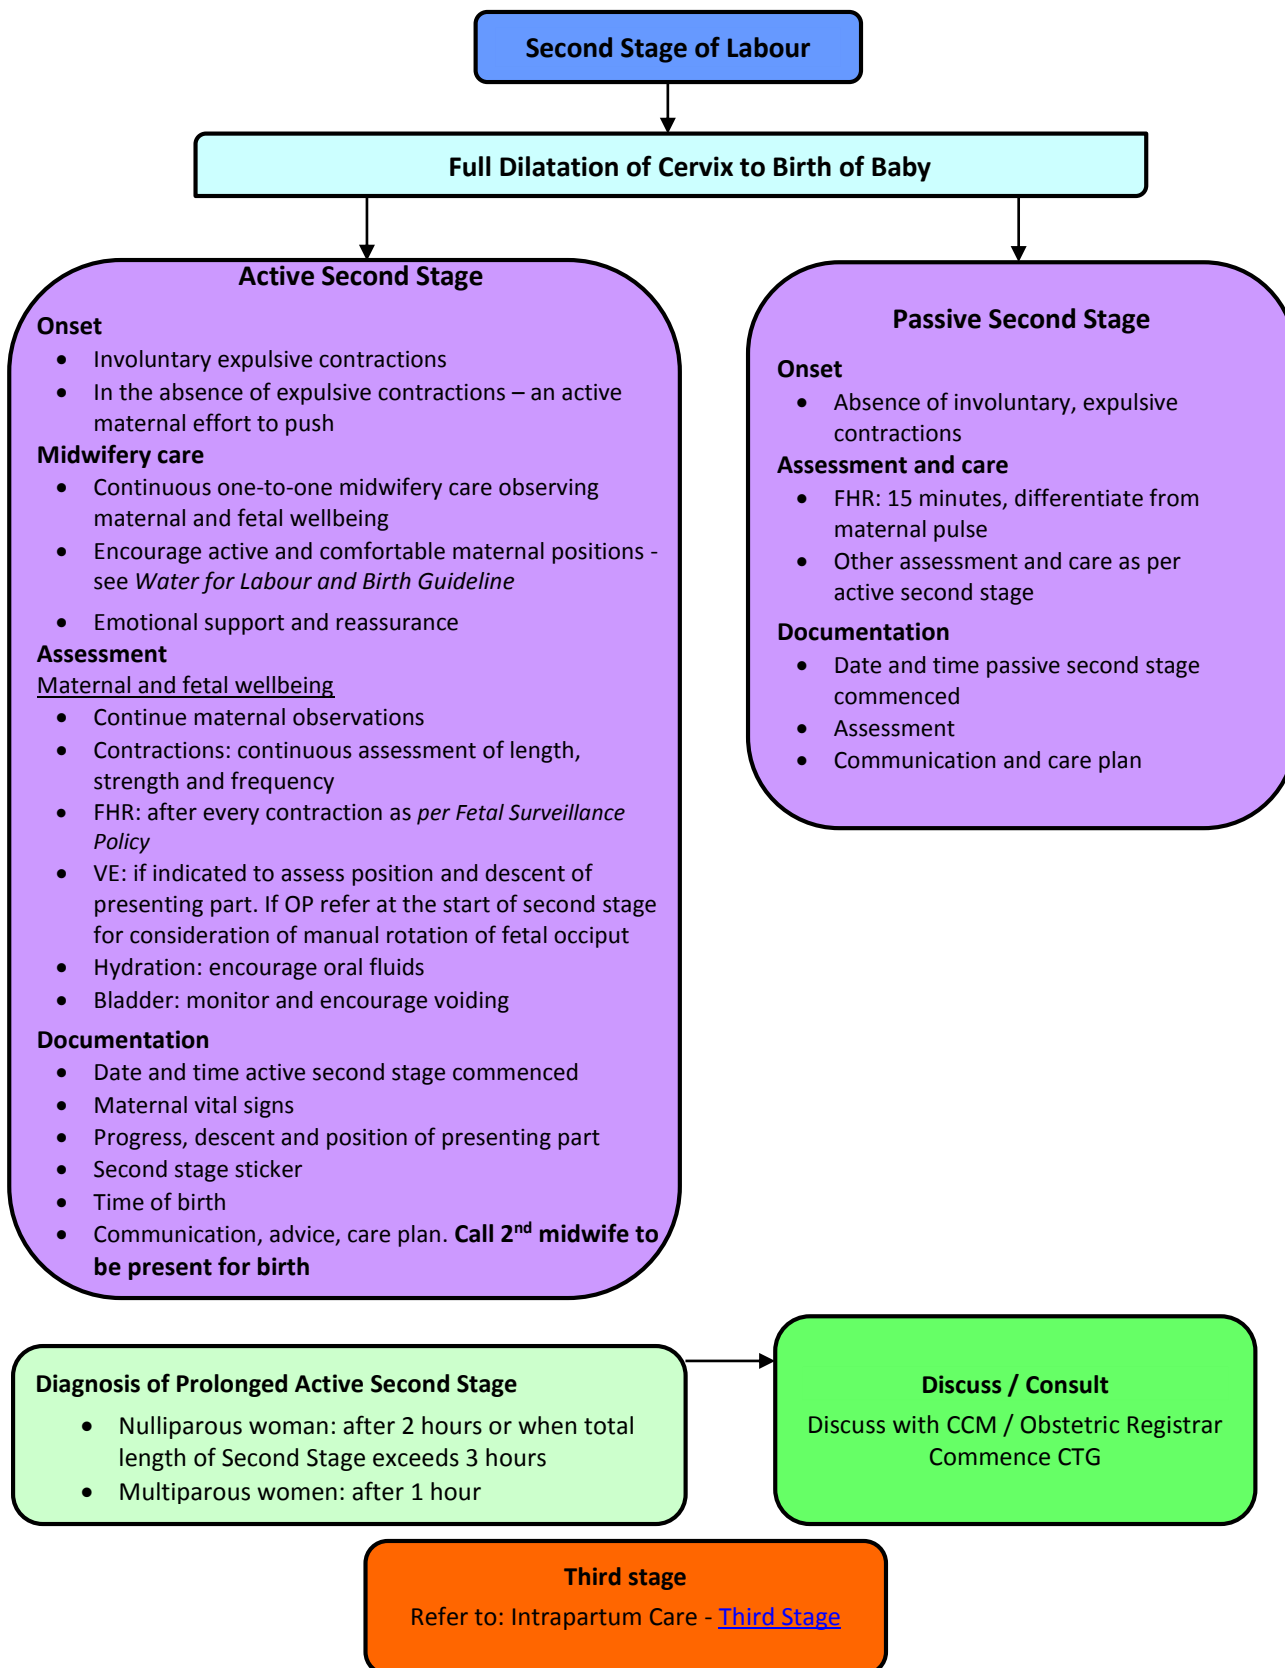 Second Stage of Labour
Full Dilatation of Cervix to Birth of Baby
Active Second Stage
Onset
• Involuntary expulsive contractions
• In the absence of expulsive contractions – an active
maternal effort to push
Midwifery care
• Continuous one-to-one midwifery care observing
maternal and fetal wellbeing
• Encourage active and comfortable maternal positions -
see Water for Labour and Birth Guideline
• Emotional support and reassurance
Assessment
Maternal and fetal wellbeing
• Continue maternal observations
• Contractions: continuous assessment of length,
strength and frequency
• FHR: after every contraction as per Fetal Surveillance
Policy
• VE: if indicated to assess position and descent of
presenting part. If OP refer at the start of second stage
for consideration of manual rotation of fetal occiput
• Hydration: encourage oral fluids
• Bladder: monitor and encourage voiding
Documentation
• Date and time active second stage commenced
• Maternal vital signs
• Progress, descent and position of presenting part
• Second stage sticker
• Time of birth
• Communication, advice, care plan. Call 2nd midwife to
be present for birth
Passive Second Stage
Onset
• Absence of involuntary, expulsive
contractions
Assessment and care
• FHR: 15 minutes, differentiate from
maternal pulse
• Other assessment and care as per
active second stage
Documentation
• Date and time passive second stage
commenced
• Assessment
• Communication and care plan
Diagnosis of Prolonged Active Second Stage
• Nulliparous woman: after 2 hours or when total
length of Second Stage exceeds 3 hours
• Multiparous women: after 1 hour
Discuss / Consult
Discuss with CCM / Obstetric Registrar
Commence CTG
Third stage
Refer to: Intrapartum Care - Third Stage